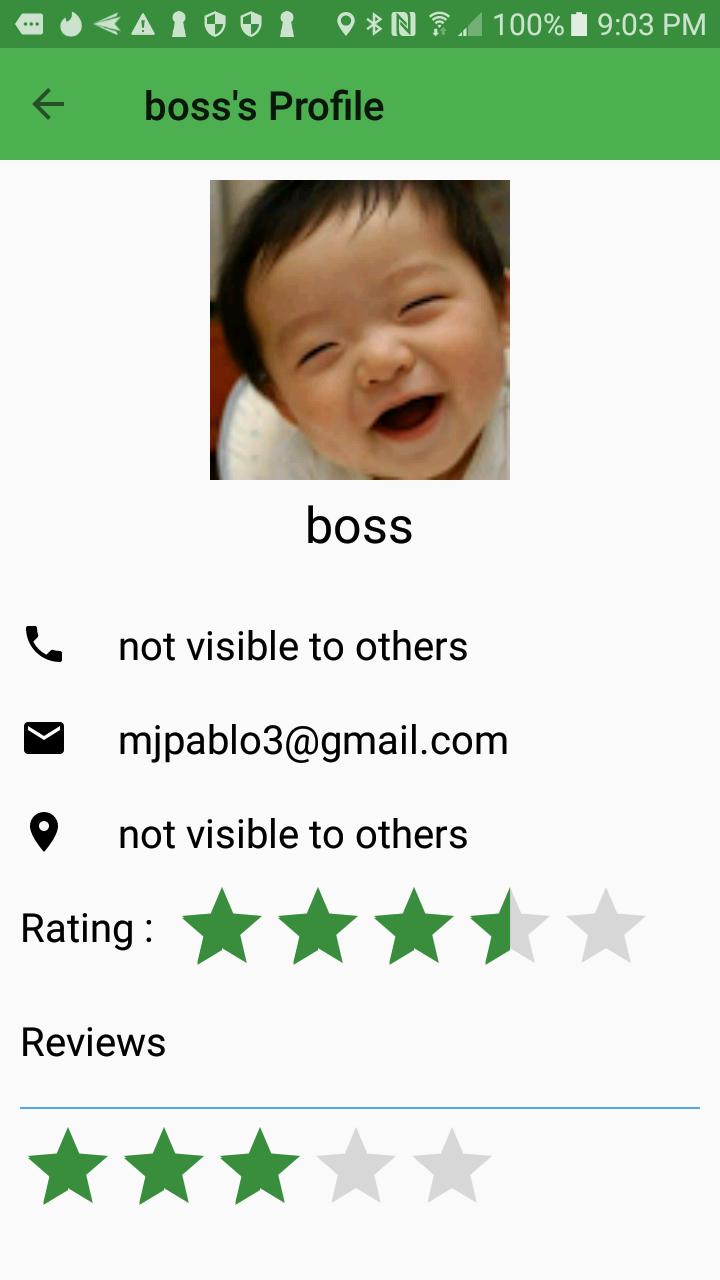 100% 9:03 PM
boss's Profile
boss
not visible to others
mjpablo3@gmail.com
not visible to others
Rating :
Reviews